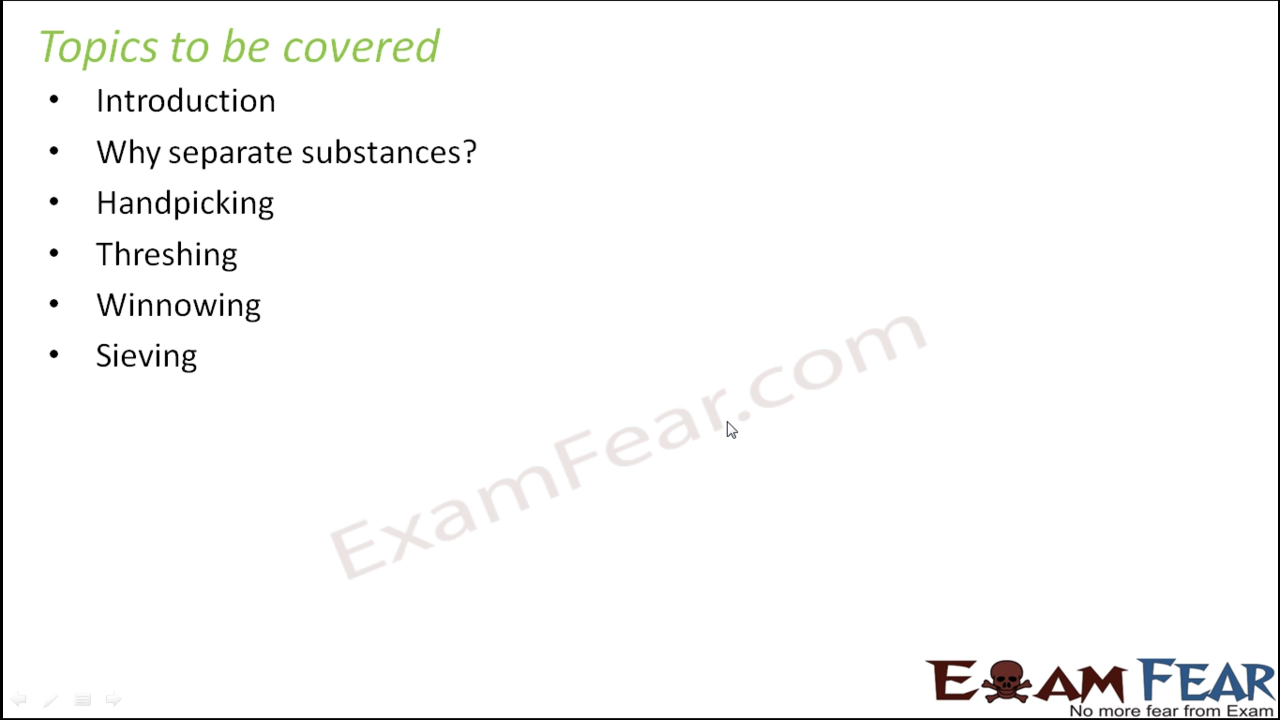 Topics to be covered
• Introduction
• Why separate substances?
• Handpicking
• Threshing
• Winnowing
• Sieving
ExamFear.com
EXAM FEAR
No more fear from Exam